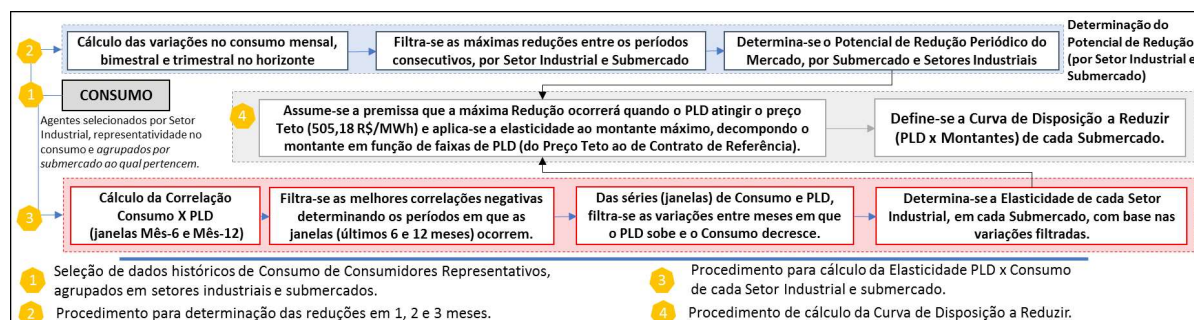 2
Cálculo das variações no consumo mensal,
bimestral e trimestral no horizonte
Filtra-se as máximas reduções entre os períodos
consecutivos, por Setor Industrial e Submercado
Determina-se o Potencial de Redução Periódico do
Mercado, por Submercado e Setores Industriais
Determinação do
Potencial de Redução
(por Setor Industrial e
Submercado)
1
CONSUMO
Agentes selecionados por Setor
Industrial, representatividade no
consumo e agrupados por
submercado ao qual pertencem.
4
Assume-se a premissa que a máxima Redução ocorrerá quando o PLD atingir o preço
Teto (505,18 R$/MWh) e aplica-se a elasticidade ao montante máximo, decompondo o
montante em função de faixas de PLD (do Preço Teto ao de Contrato de Referência).
Define-se a Curva de Disposição a Reduzir
(PLD x Montantes) de cada Submercado.
3
Cálculo da Correlação
Consumo X PLD
(janelas Mês-6 e Mês-12)
Filtra-se as melhores correlações negativas
determinando os períodos em que as
janelas (últimos 6 e 12 meses) ocorrem.
Das séries (janelas) de Consumo e PLD,
filtra-se as variações entre meses em que
o PLD sobe e o Consumo decresce.
Determina-se a Elasticidade de cada Setor
Industrial, em cada Submercado, com base nas
variações filtradas.
1
Seleção de dados históricos de Consumo de Consumidores Representativos,
agrupados em setores industriais e submercados.
2
Procedimento para determinação das reduções em 1, 2 e 3 meses.
3
Procedimento para cálculo da Elasticidade PLD x Consumo
de cada Setor Industrial e submercado.
4
Procedimento de cálculo da Curva de Disposição a Reduzir.